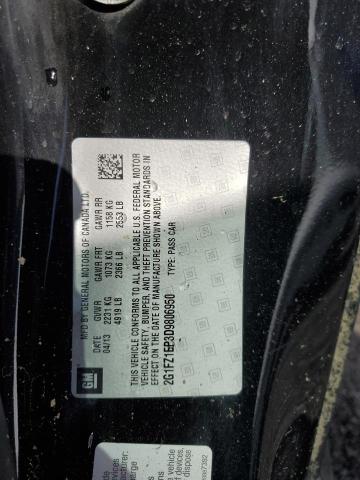 MFD BY GENERAL MOTORS OF CANADA LTD.
DATE GVWR GAWR FRT GAWR RR
04/13 2231 KG 1073 KG 1158 KG
4919 LB 2366 LB 2553 LB
THIS VEHICLE CONFORMS TO ALL APPLICABLE U.S. FEDERAL MOTOR
VEHICLE SAFETY, BUMPER, AND THEFT PREVENTION STANDARDS IN
EFFECT ON THE DATE OF MANUFACTURE SHOWN ABOVE.
2G1FZ1EP3D9806950 TYPE: PASS CAR
GM